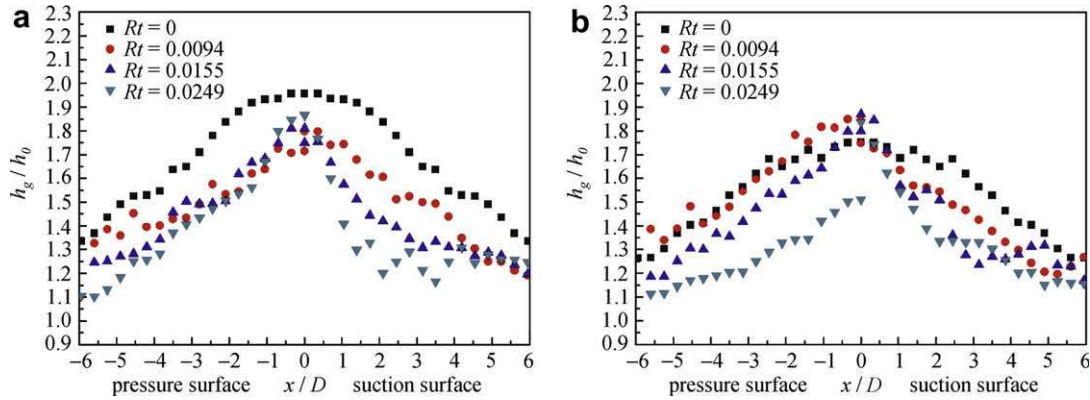 a
2.3
2.2
2.1
2.0
1.9
1.8
1.7
1.6
1.5
1.4
1.3
1.2
1.1
1.0
0.9
h_g / h_0
Rt = 0
Rt = 0.0094
Rt = 0.0155
Rt = 0.0249
−6 −5 −4 −3 −2 −1 0 1 2 3 4 5 6
pressure surface x / D suction surface
b
2.3
2.2
2.1
2.0
1.9
1.8
1.7
1.6
1.5
1.4
1.3
1.2
1.1
1.0
0.9
h_g / h_0
Rt = 0
Rt = 0.0094
Rt = 0.0155
Rt = 0.0249
−6 −5 −4 −3 −2 −1 0 1 2 3 4 5 6
pressure surface x / D suction surface